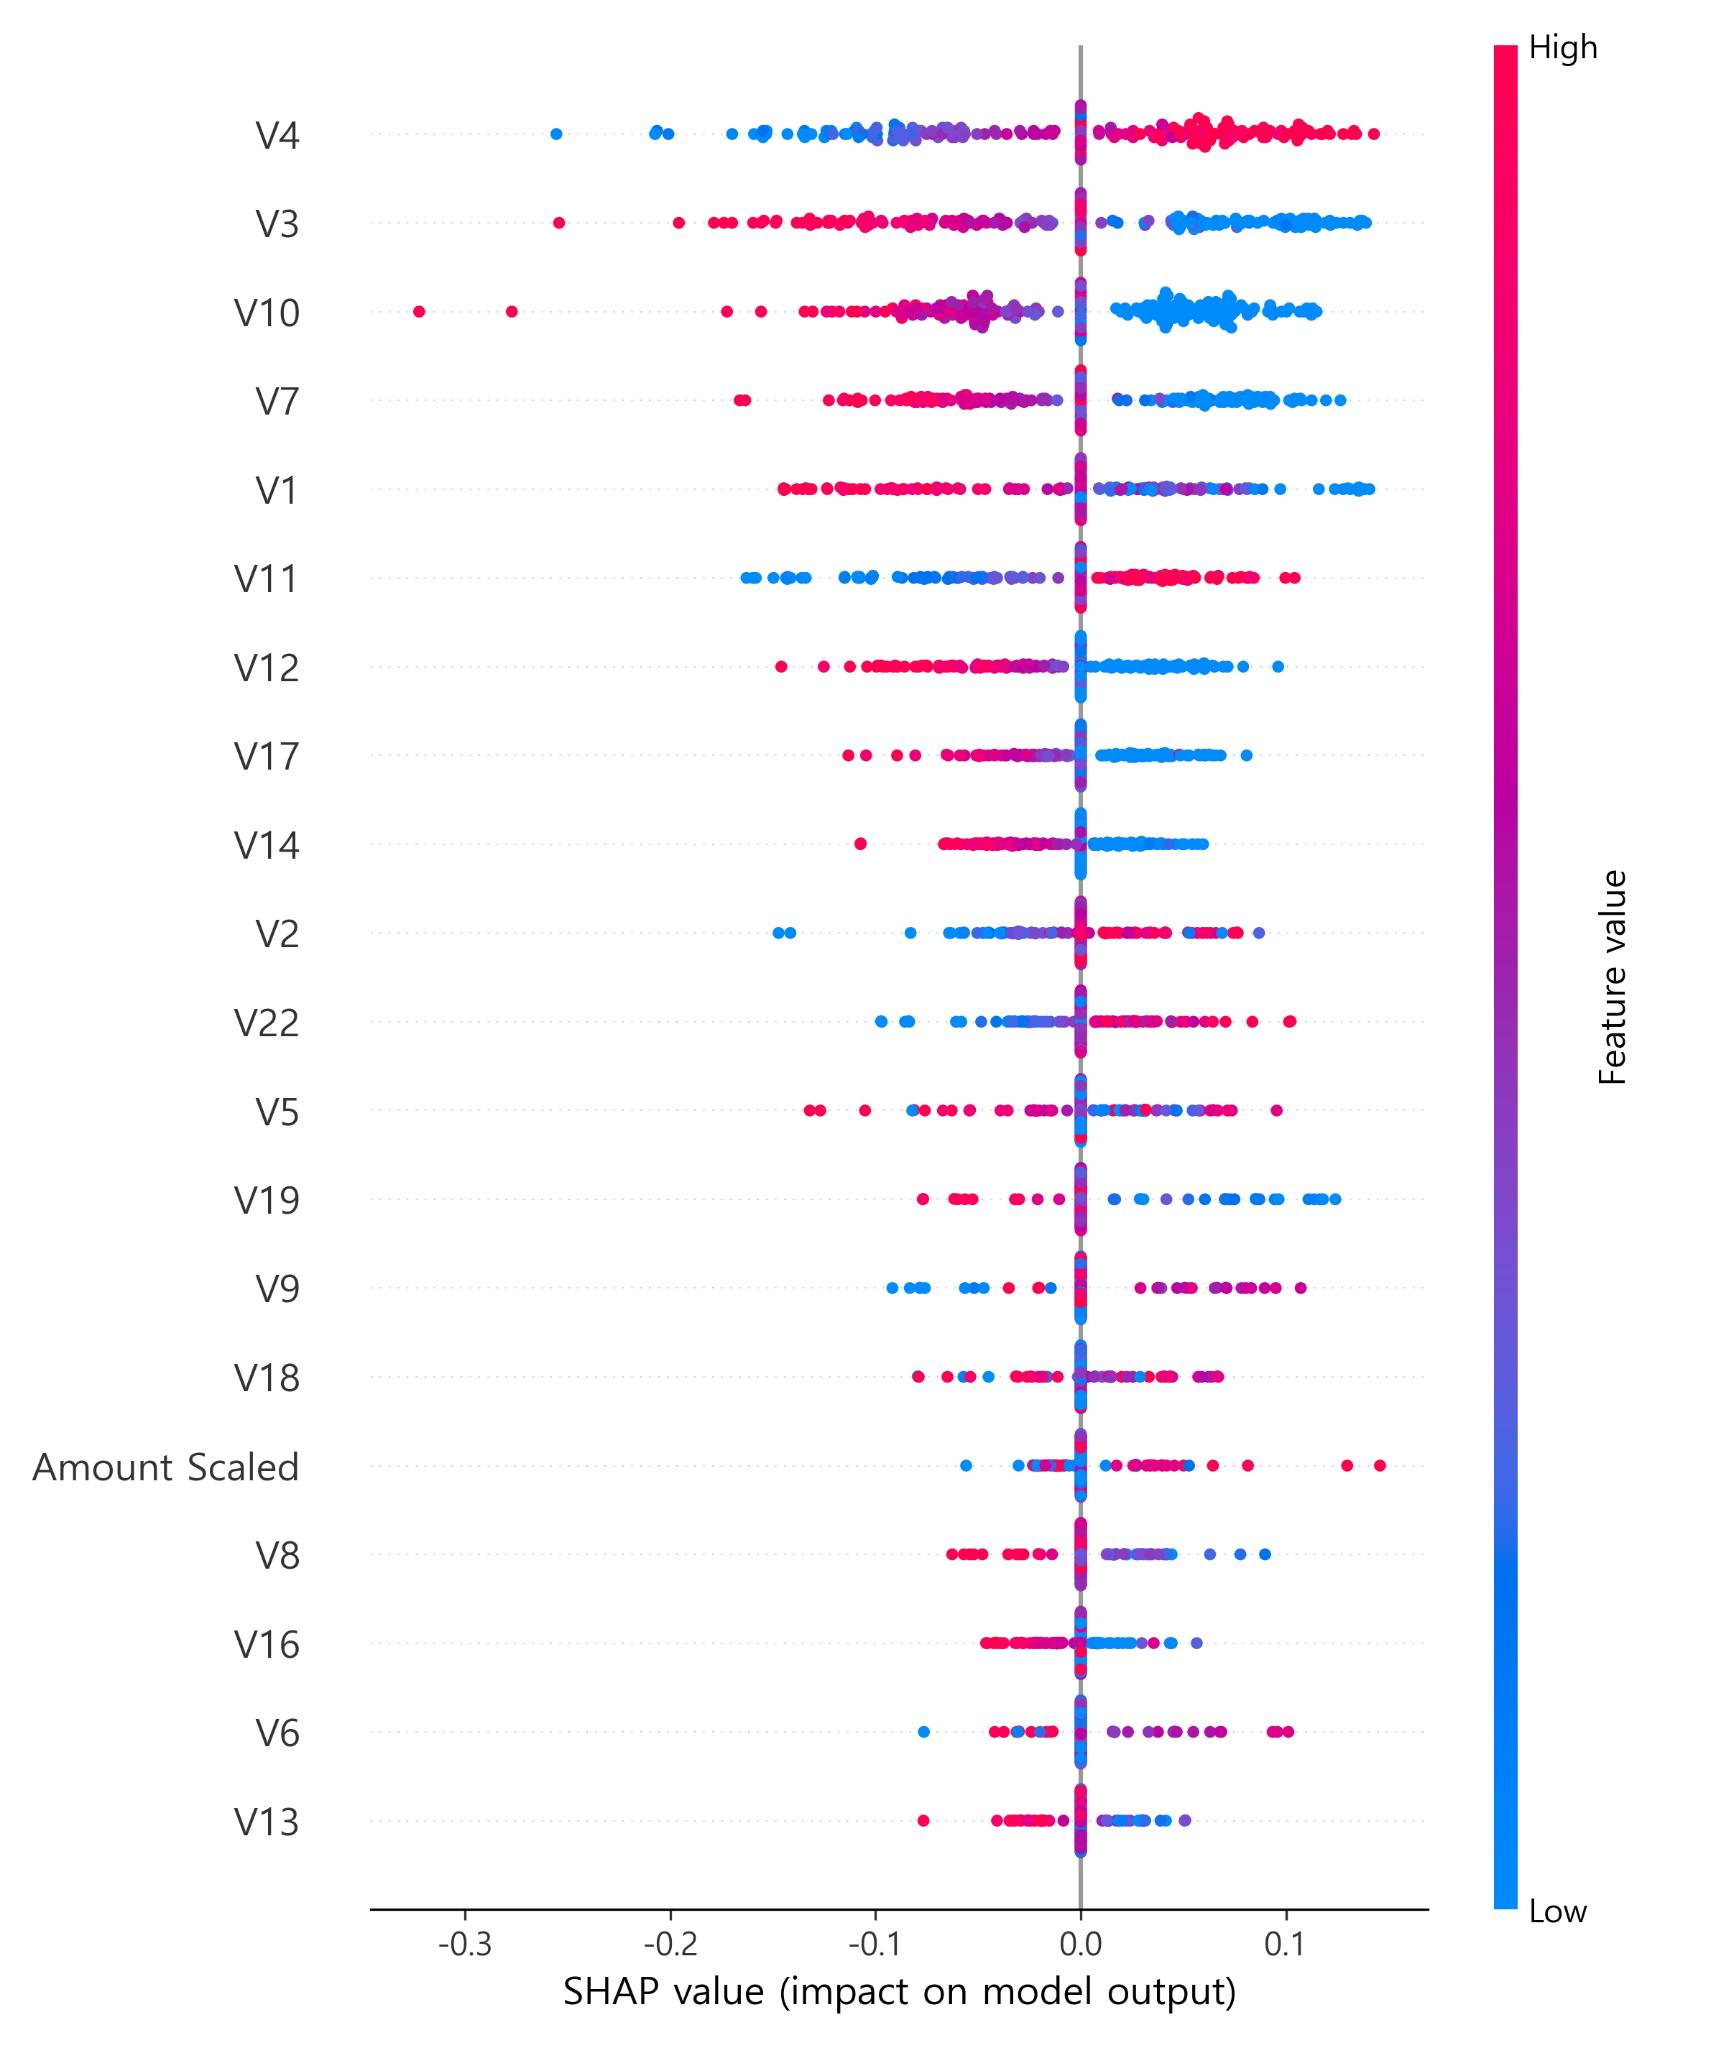 High
V4
V3
V10
V7
V1
V11
V12
V17
V14
V2
V22
V5
V19
V9
V18
Amount Scaled
V8
V16
V6
V13
Feature value
Low
-0.3 -0.2 -0.1 0.0 0.1
SHAP value (impact on model output)